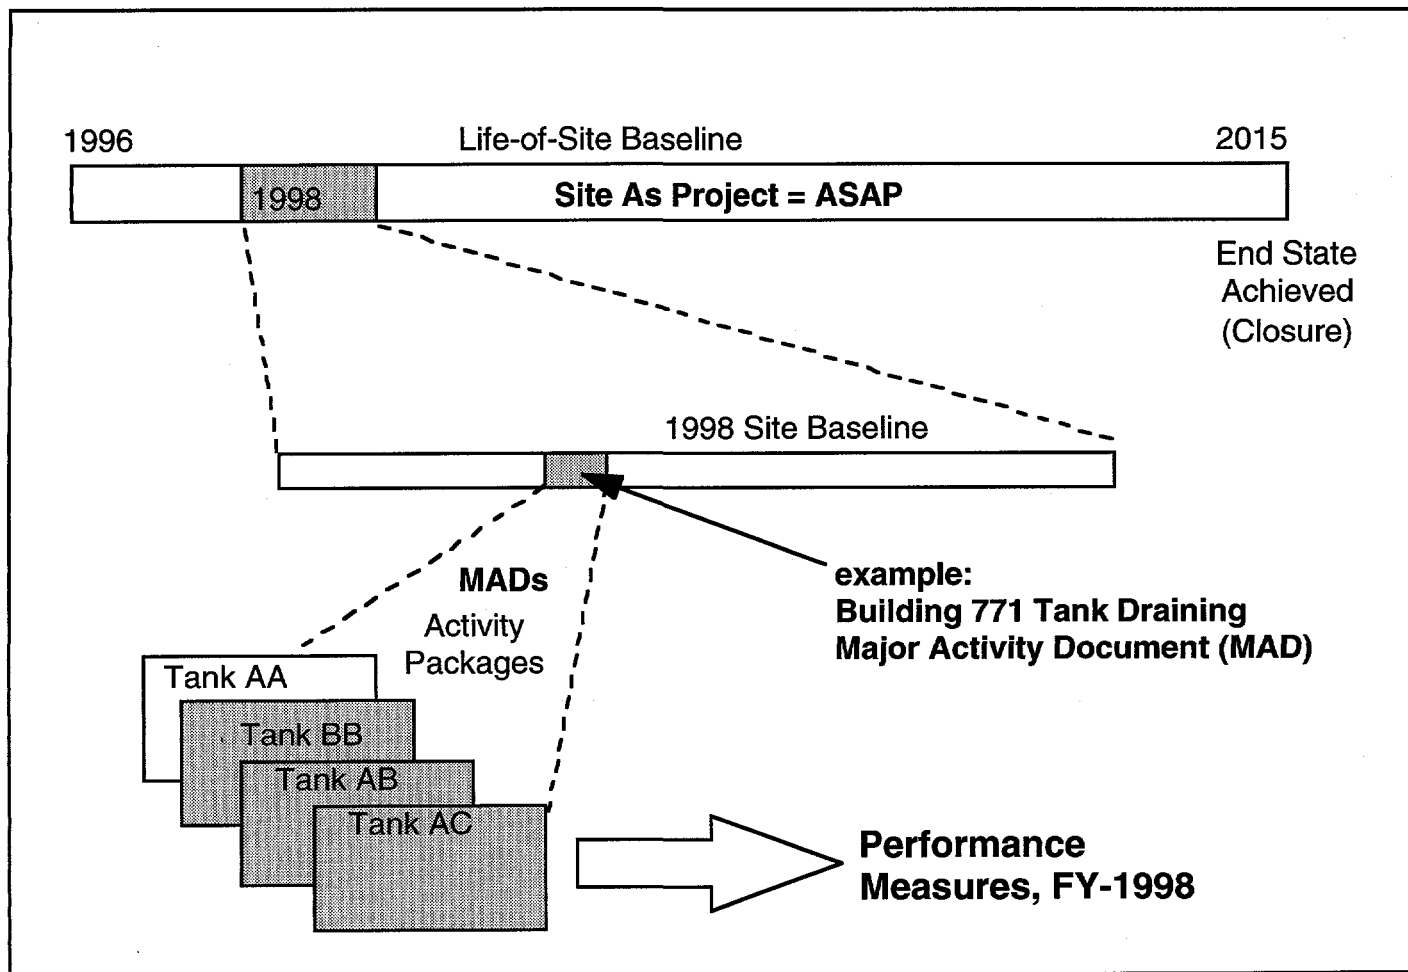 1996
Life-of-Site Baseline
2015
1998
Site As Project = ASAP
End State
Achieved
(Closure)
1998 Site Baseline
example:
Building 771 Tank Draining
Major Activity Document (MAD)
MADs
Activity
Packages
Tank AA
Tank BB
Tank AB
Tank AC
Performance
Measures, FY-1998